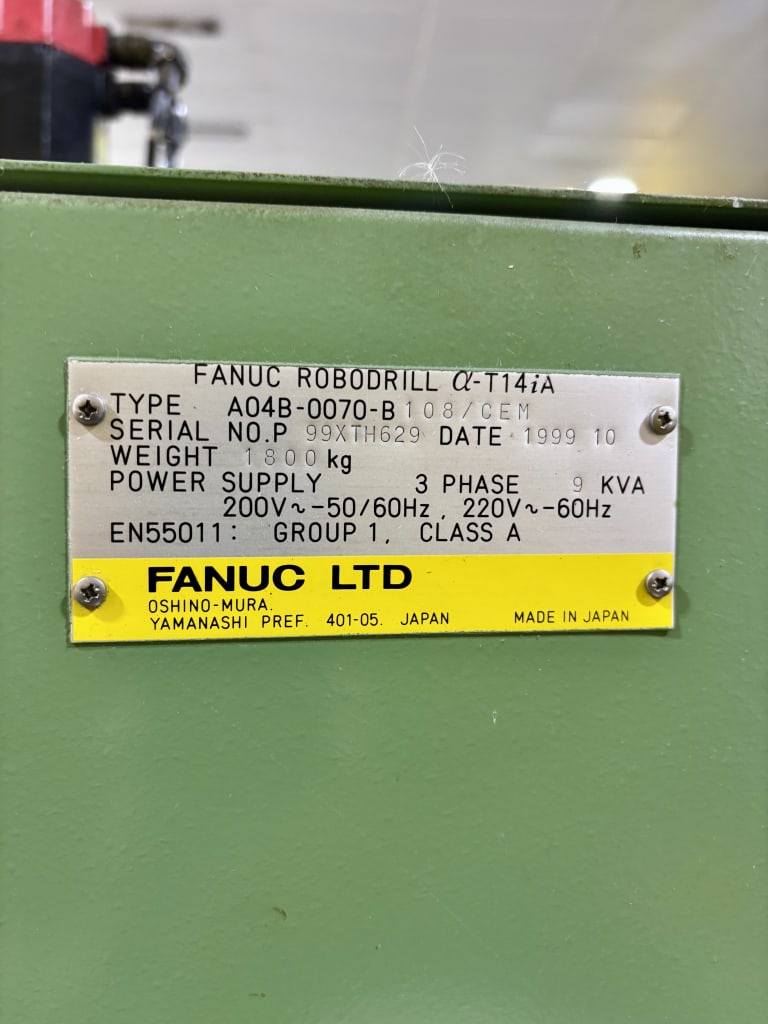 FANUC ROBODRILL α-T14iA
TYPE A04B-0070-B108/CEM
SERIAL NO.P 99XTH629 DATE 1999 10
WEIGHT 1800kg
POWER SUPPLY 3 PHASE 9 KVA
200V~-50/60Hz, 220V~-60Hz
EN55011: GROUP 1, CLASS A
FANUC LTD
OSHINO-MURA.
YAMANASHI PREF. 401-05. JAPAN MADE IN JAPAN